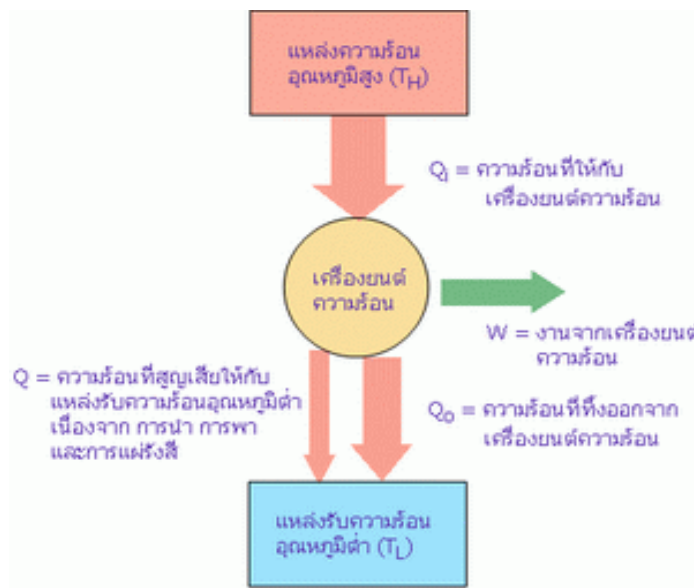 แหล่งความร้อน
อุณหภูมิสูง (TH)
Qi = ความร้อนที่ให้กับ
เครื่องยนต์ความร้อน
เครื่องยนต์
ความร้อน
W = งานจากเครื่องยนต์
ความร้อน
Q = ความร้อนที่สูญเสียให้กับ
แหล่งรับความร้อนอุณหภูมิต่ำ
เนื่องจาก การนำ การพา
และการแผ่รังสี
Qo = ความร้อนที่ทิ้งออกจาก
เครื่องยนต์ความร้อน
แหล่งรับความร้อน
อุณหภูมิต่ำ (TL)